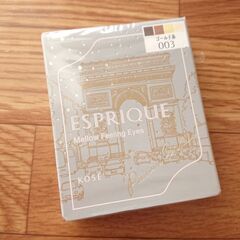 ゴールド系
003
ESPRIQUE
Mellow Feeling Eyes
KOSÉ